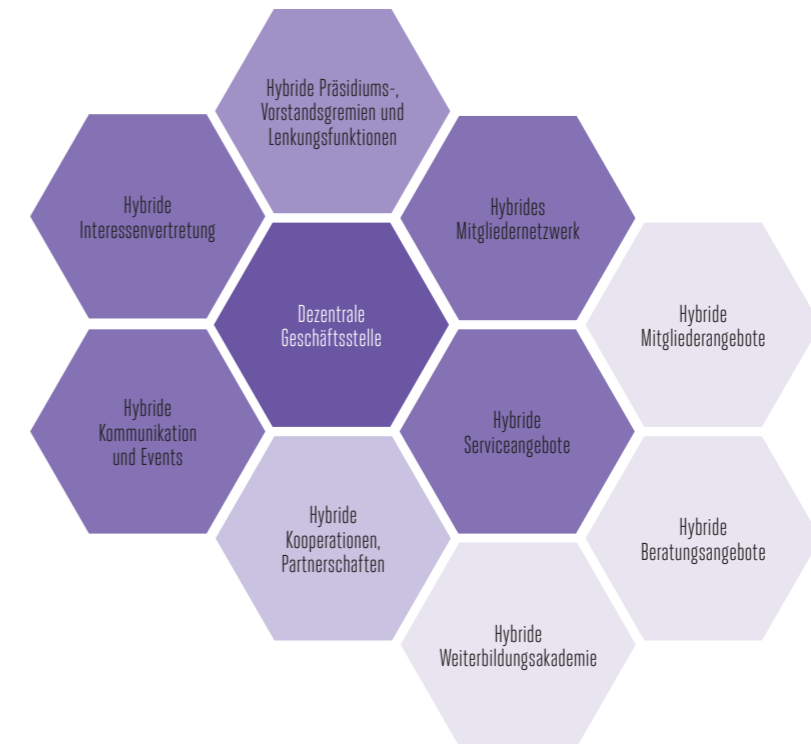 Hybride Präsidiums-,
Vorstandsgremien und
Lenkungsfunktionen
Hybride
Interessenvertretung
Hybrides
Mitgliedernetzwerk
Dezentrale
Geschäftsstelle
Hybride
Mitgliederangebote
Hybride
Kommunikation
und Events
Hybride
Serviceangebote
Hybride
Kooperationen,
Partnerschaften
Hybride
Beratungsangebote
Hybride
Weiterbildungsakademie